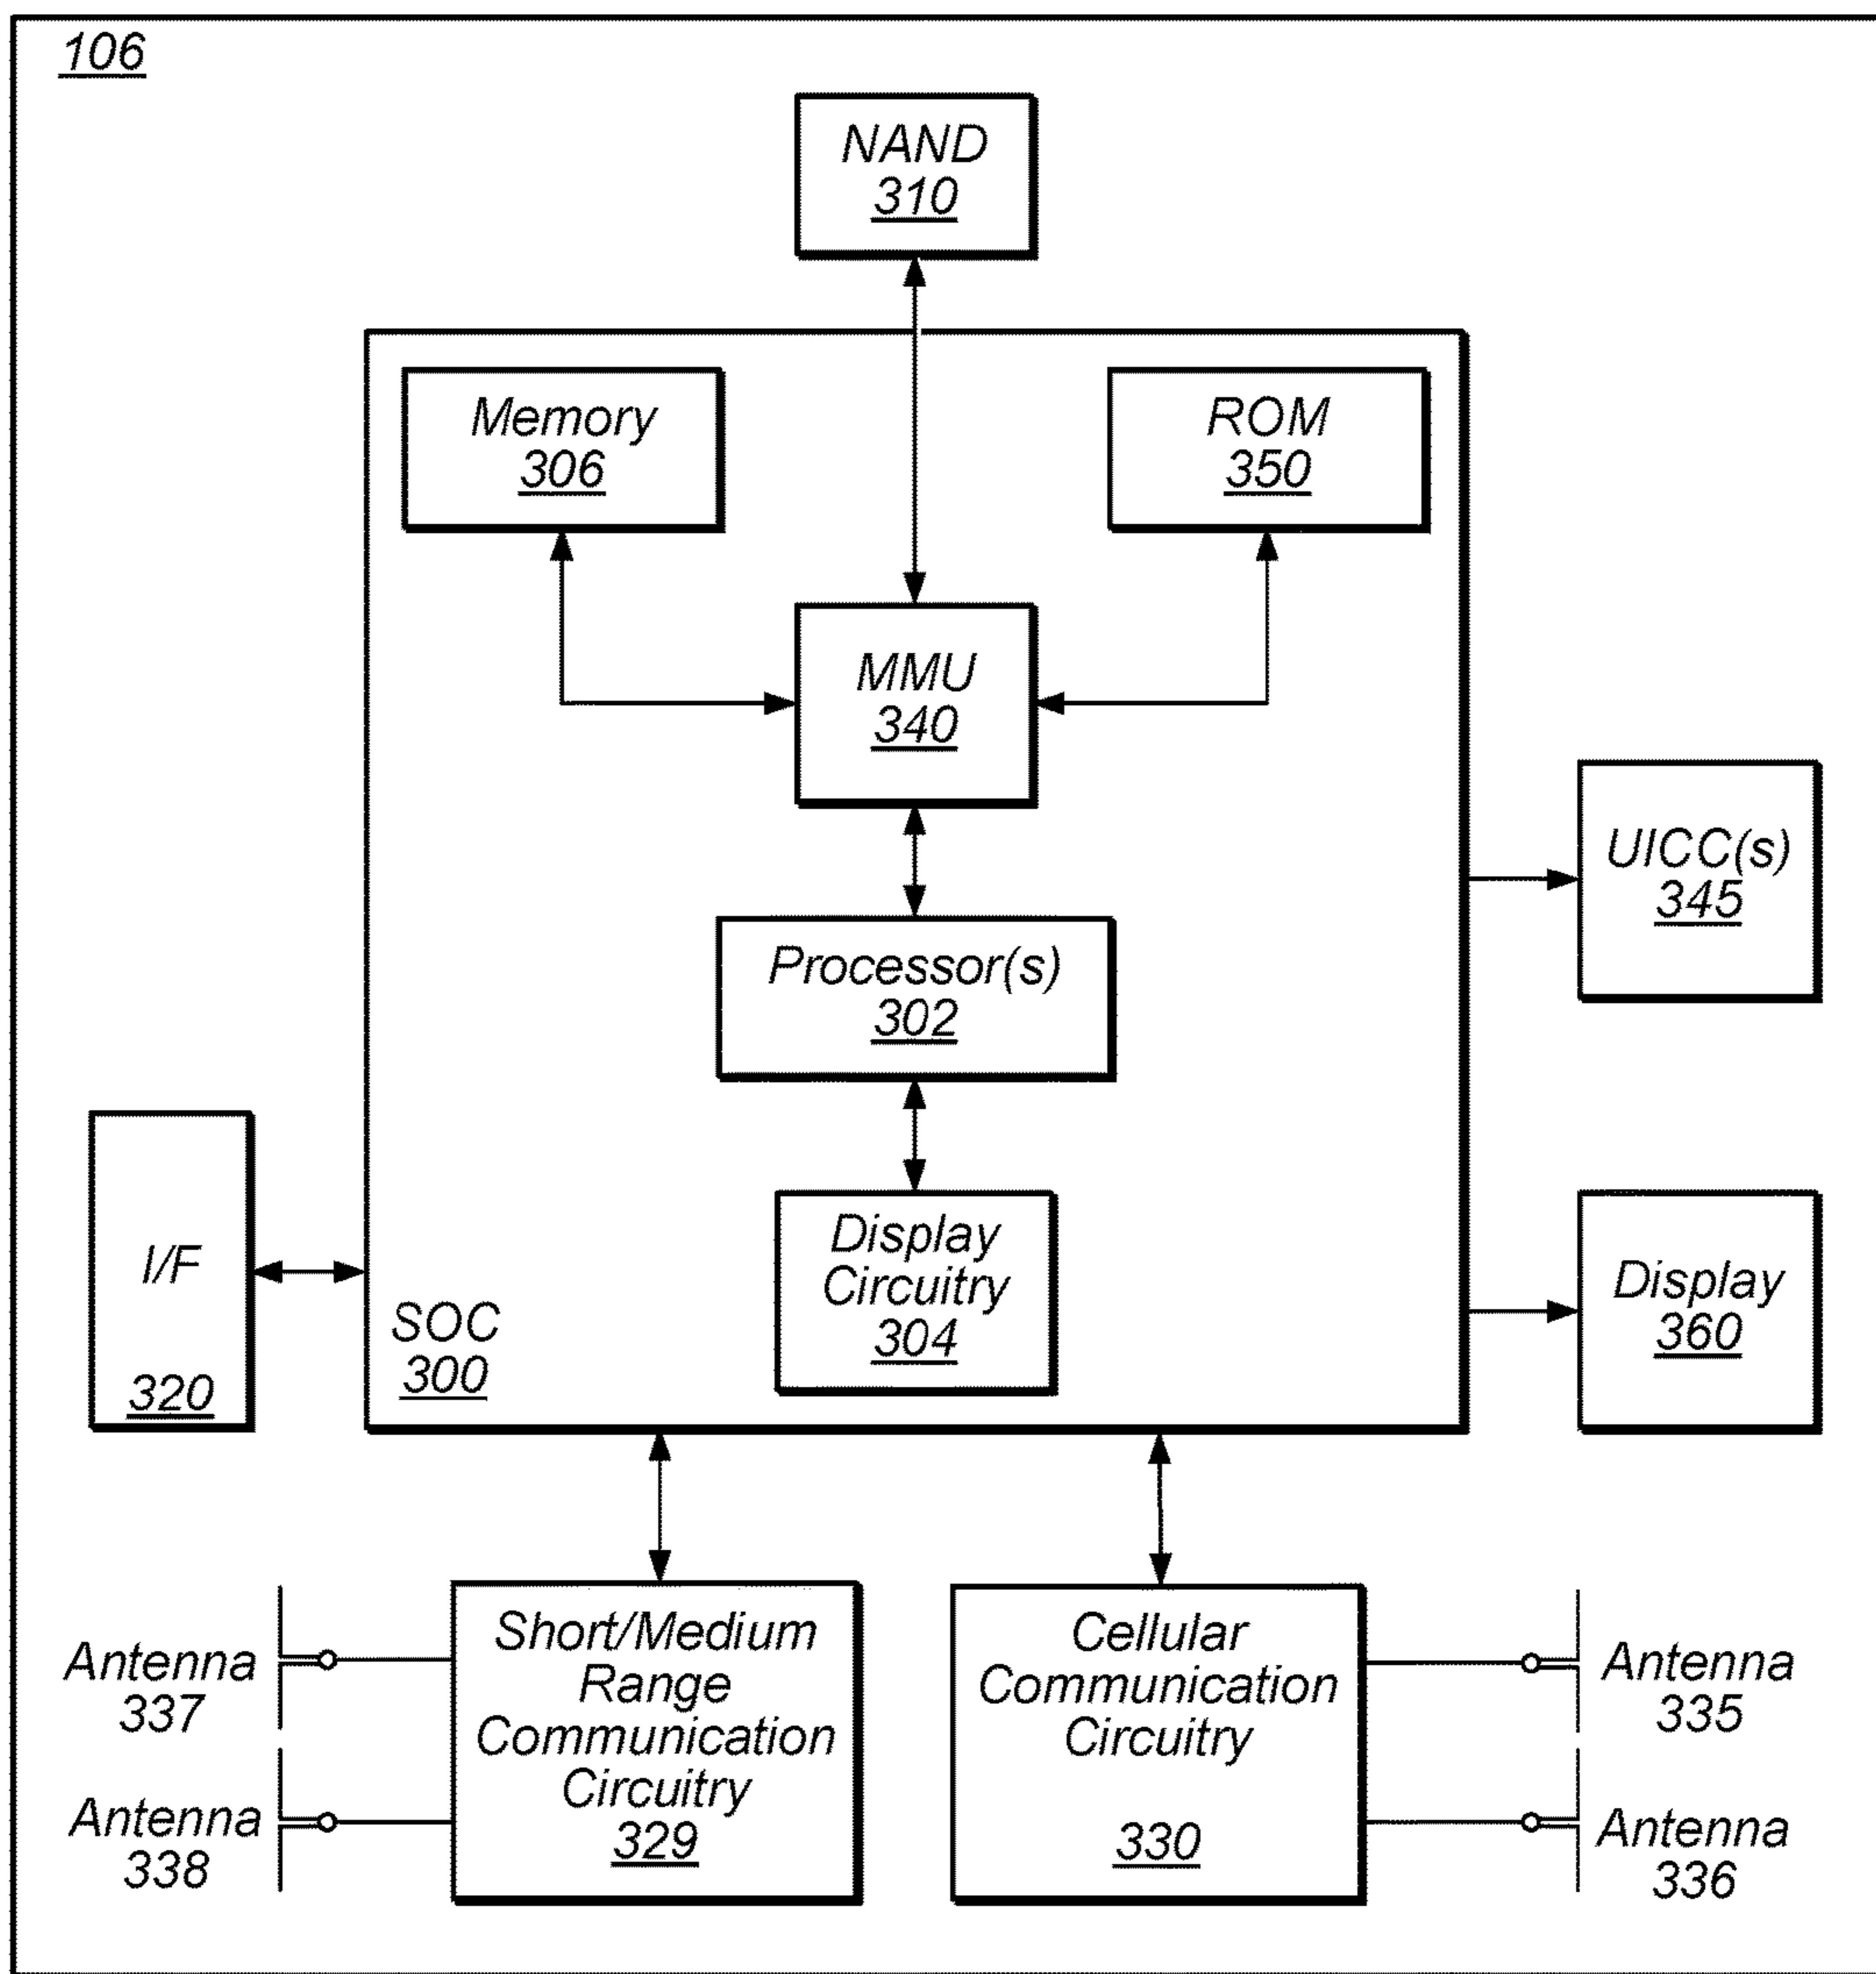 106
NAND
310
Memory
306
ROM
350
MMU
340
UICC(s)
345
Processor(s)
302
I/F
320
Display
Circuitry
304
SOC
300
Display
360
Antenna
337
Antenna
338
Short/Medium
Range
Communication
Circuitry
329
Cellular
Communication
Circuitry
330
Antenna
335
Antenna
336